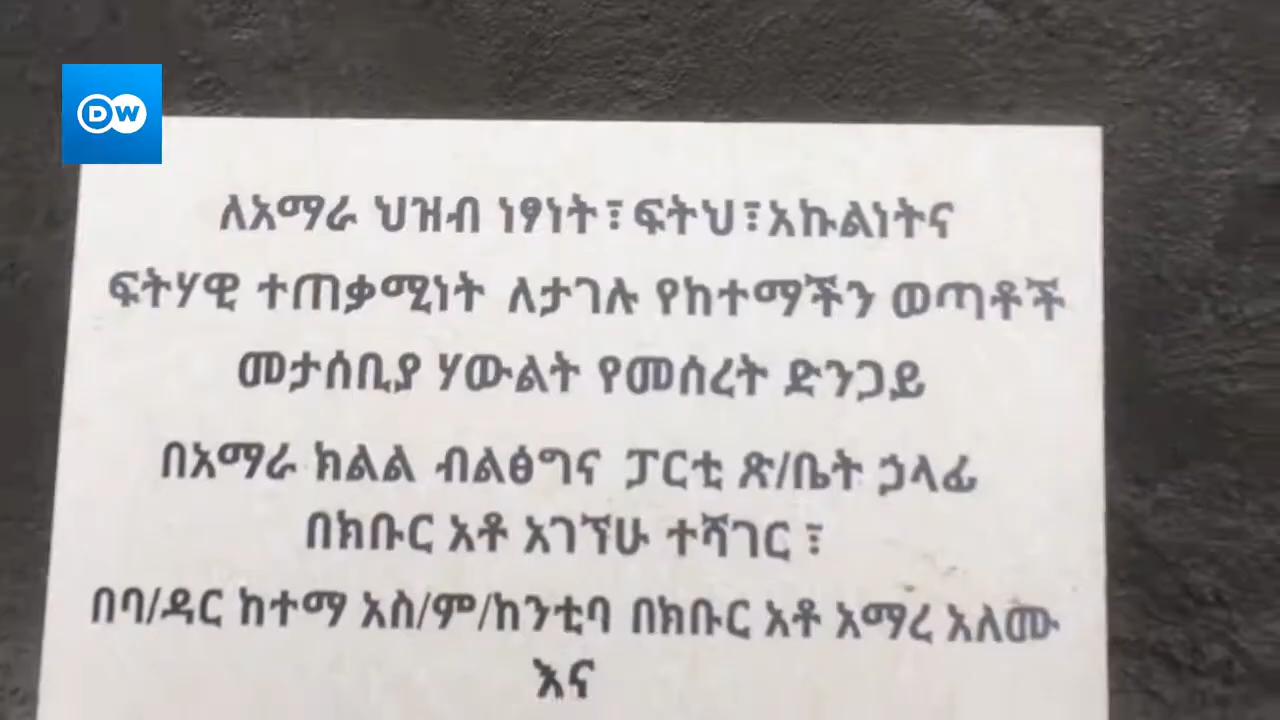 DW
ለአማራ ህዝብ ነፃነት፣ፍትህ፣አኩልነትና
ፍትሃዊ ተጠቃሚነት ለታገሉ የከተማችን ወጣቶች
መታሰቢያ ሃውልት የመሰረት ድንጋይ
በአማራ ክልል ብልፅግና ፓርቲ ጽ/ቤት ኃላፊ
በክቡር አቶ አገኘሁ ተሻገር ፣
በባ/ዳር ከተማ አስ/ም/ከንቲባ በክቡር አቶ አማረ አለሙ
እና